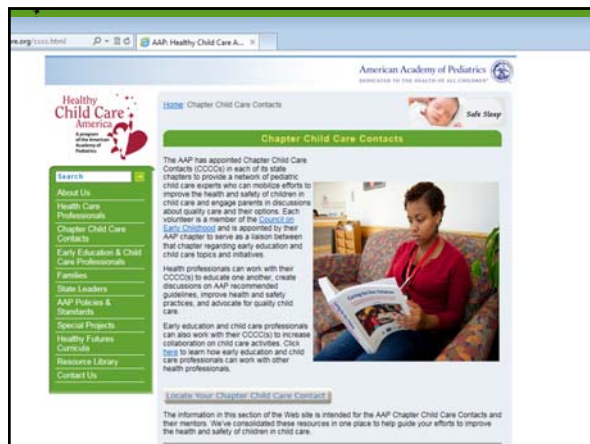 re.org/cccc.html
AAP: Healthy Child Care A... ×
American Academy of Pediatrics
DEDICATED TO THE HEALTH OF ALL CHILDREN®
Healthy
Child Care
America
A program
of the American
Academy of
Pediatrics
Home: Chapter Child Care Contacts
Safe Sleep
Chapter Child Care Contacts
Search
About Us
Health Care
Professionals
Chapter Child Care
Contacts
Early Education & Child
Care Professionals
Families
State Leaders
AAP Policies &
Standards
Special Projects
Healthy Futures
Curricula
Resource Library
Contact Us
The AAP has appointed Chapter Child Care
Contacts (CCCCs) in each of its state
chapters to provide a network of pediatric
child care experts who can mobilize efforts to
improve the health and safety of children in
child care and engage parents in discussions
about quality care and their options. Each
volunteer is a member of the Council on
Early Childhood and is appointed by their
AAP chapter to serve as a liaison between
that chapter regarding early education and
child care topics and initiatives.
Health professionals can work with their
CCCC(s) to educate one another, create
discussions on AAP recommended
guidelines, improve health and safety
practices, and advocate for quality child
care.
Early education and child care professionals
can also work with their CCCC(s) to increase
collaboration on child care activities. Click
here to learn how early education and child
care professionals can work with other
health professionals.
Caring for Our Children
Locate Your Chapter Child Care Contact
The information in this section of the Web site is intended for the AAP Chapter Child Care Contacts and
their mentors. We've consolidated these resources in one place to help guide your efforts to improve
the health and safety of children in child care.